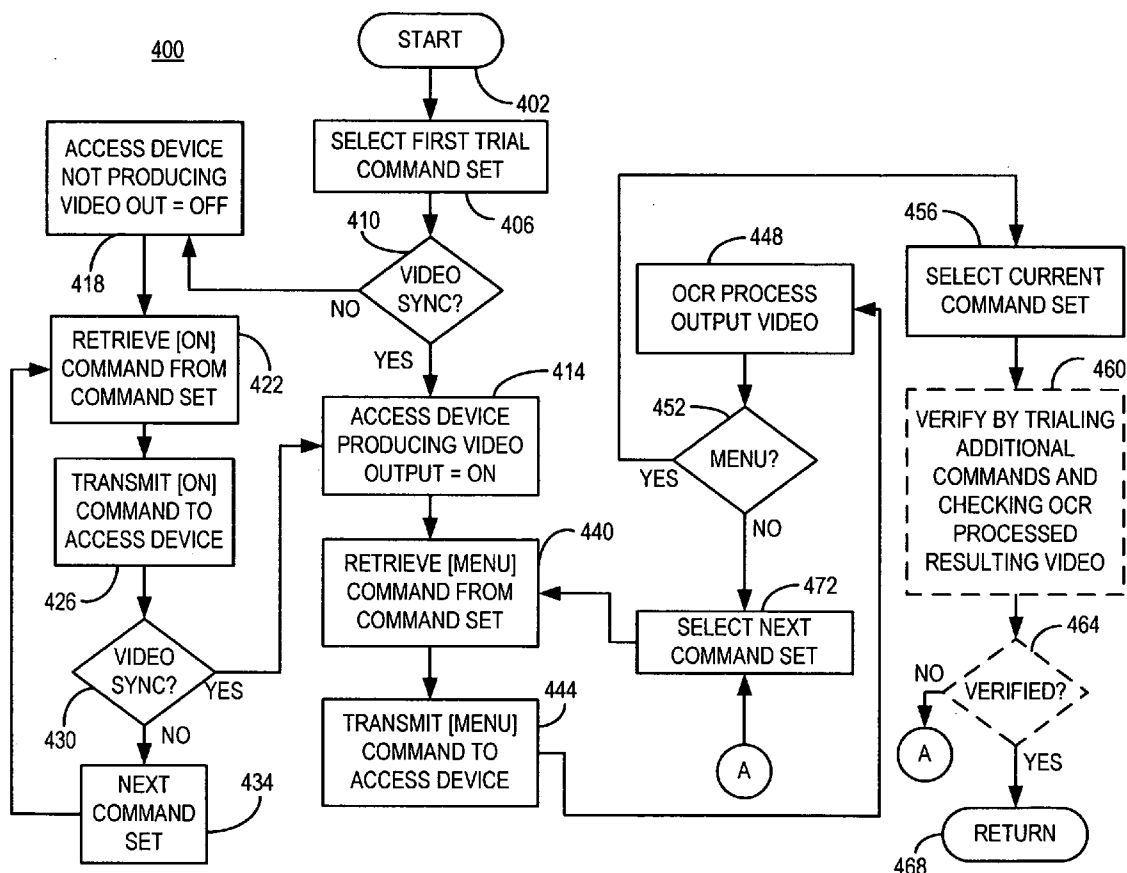 400
START
402
SELECT FIRST TRIAL
COMMAND SET
406
410
VIDEO
SYNC?
NO
YES
ACCESS DEVICE
NOT PRODUCING
VIDEO OUT = OFF
418
RETRIEVE [ON]
COMMAND FROM
COMMAND SET
422
TRANSMIT [ON]
COMMAND TO
ACCESS DEVICE
426
VIDEO
SYNC?
YES
430
NO
NEXT
COMMAND
SET
434
414
ACCESS DEVICE
PRODUCING VIDEO
OUTPUT = ON
RETRIEVE [MENU]
COMMAND FROM
COMMAND SET
440
TRANSMIT [MENU]
COMMAND TO
ACCESS DEVICE
444
448
OCR PROCESS
OUTPUT VIDEO
452
MENU?
YES
NO
472
SELECT NEXT
COMMAND SET
A
456
SELECT CURRENT
COMMAND SET
460
VERIFY BY TRIALING
ADDITIONAL
COMMANDS AND
CHECKING OCR
PROCESSED
RESULTING VIDEO
464
NO
VERIFIED?
A
YES
RETURN
468